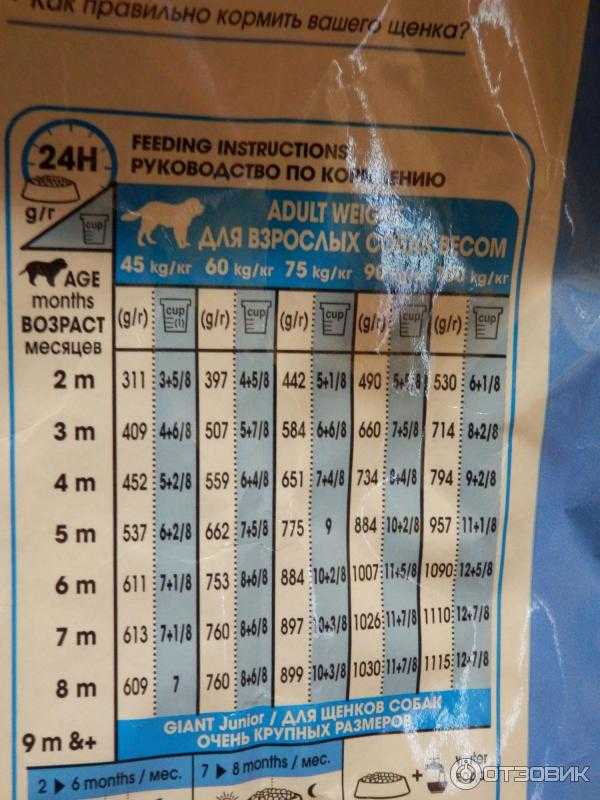 Как правильно кормить вашего щенка?
24H
FEEDING INSTRUCTIONS
РУКОВОДСТВО ПО КОРМЛЕНИЮ
g/г cup
ADULT
ДЛЯ ВЗРОСЛЫХ СОБАК ВЕСОМ
45 kg/кг 60 kg/кг 75 kg/кг kg/кг
AGE
months
ВОЗРАСТ
месяцев
(g/г) cup (1) (g/г) cup (g/г) cup (g/г) cup (g/г) cup
2 m 311 3+5/8 397 4+5/8 442 5+1/8 490 530 6+1/8
3 m 409 4+6/8 507 5+7/8 584 6+6/8 660 7+5/8 714 8+2/8
4 m 452 5+2/8 559 6+4/8 651 7+4/8 734 8+4/8 794 9+2/8
5 m 537 6+2/8 662 7+5/8 775 9 884 10+2/8 957 11+1/8
6 m 611 7+1/8 753 8+6/8 884 10+2/8 1007 11+5/8 1090 12+5/8
7 m 613 7+1/8 760 8+6/8 897 10+3/8 1026 11+7/8 1110 12+7/8
8 m 609 7 760 8+6/8 899 10+3/8 1030 11+7/8 1115 12+7/8
9 m &+
GIANT Junior / ДЛЯ ЩЕНКОВ СОБАК
ОЧЕНЬ КРУПНЫХ РАЗМЕРОВ
2 ▶ 6 months / мес. 7 ▶ 8 months / мес.
+ water
ОТЗОВИК